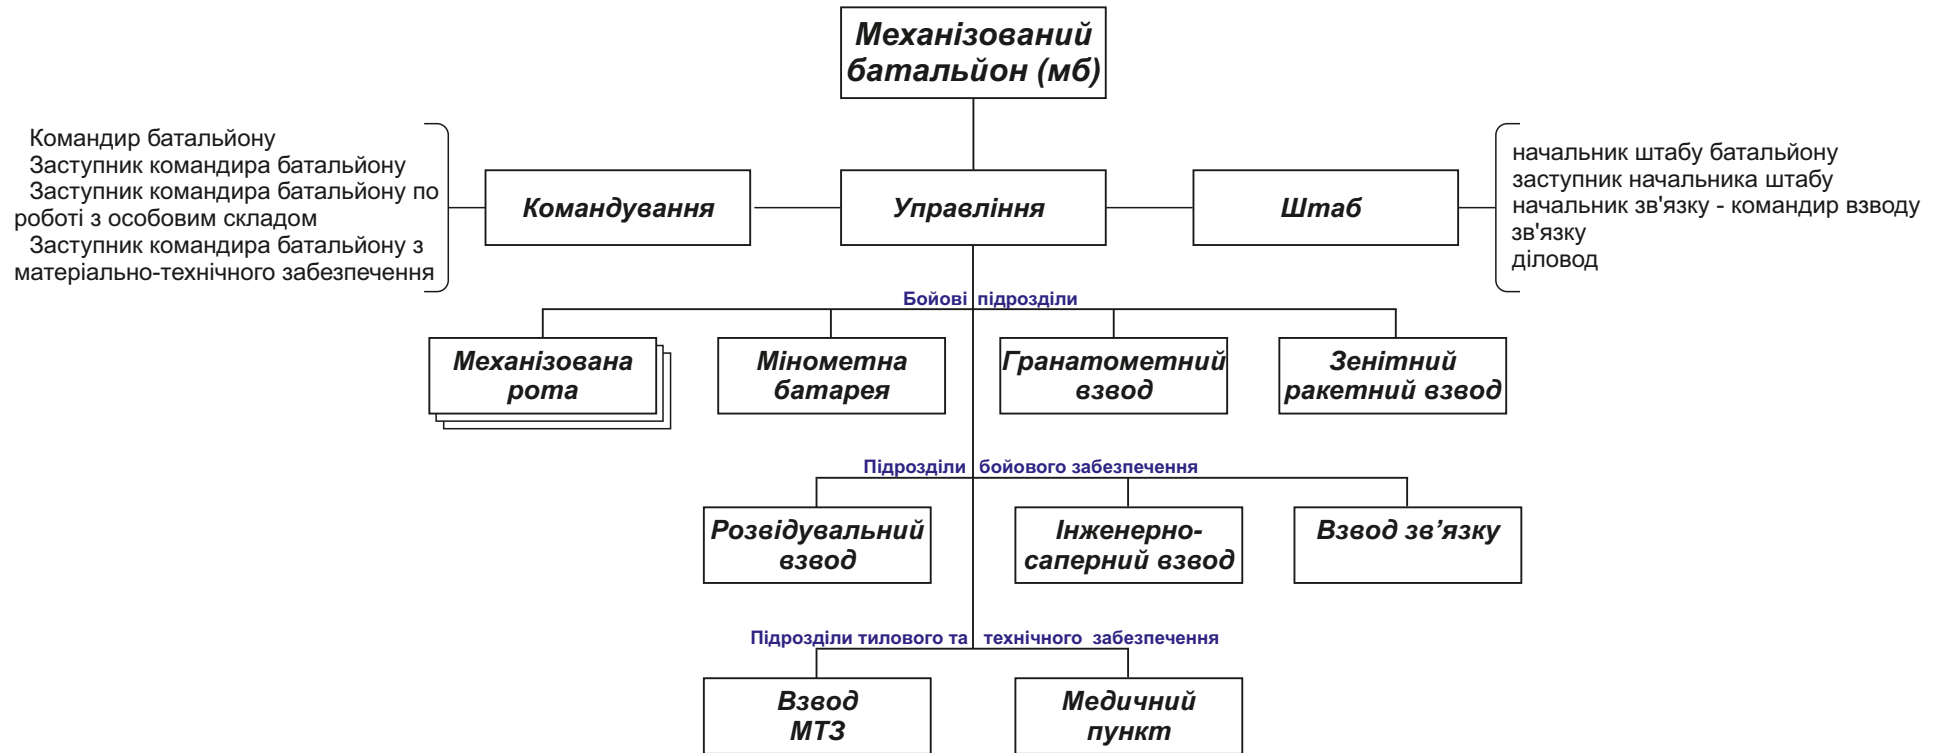 Механізований
батальйон (мб)
Командир батальйону
Заступник командира батальйону
Заступник командира батальйону по
роботі з особовим складом
Заступник командира батальйону з
матеріально-технічного забезпечення
Командування
Управління
Штаб
начальник штабу батальйону
заступник начальника штабу
начальник зв'язку - командир взводу
зв'язку
діловод
Бойові підрозділи
Механізована
рота
Мінометна
батарея
Гранатометний
взвод
Зенітний
ракетний взвод
Підрозділи бойового забезпечення
Розвідувальний
взвод
Інженерно-
саперний взвод
Взвод зв’язку
Підрозділи тилового та технічного забезпечення
Взвод
МТЗ
Медичний
пункт